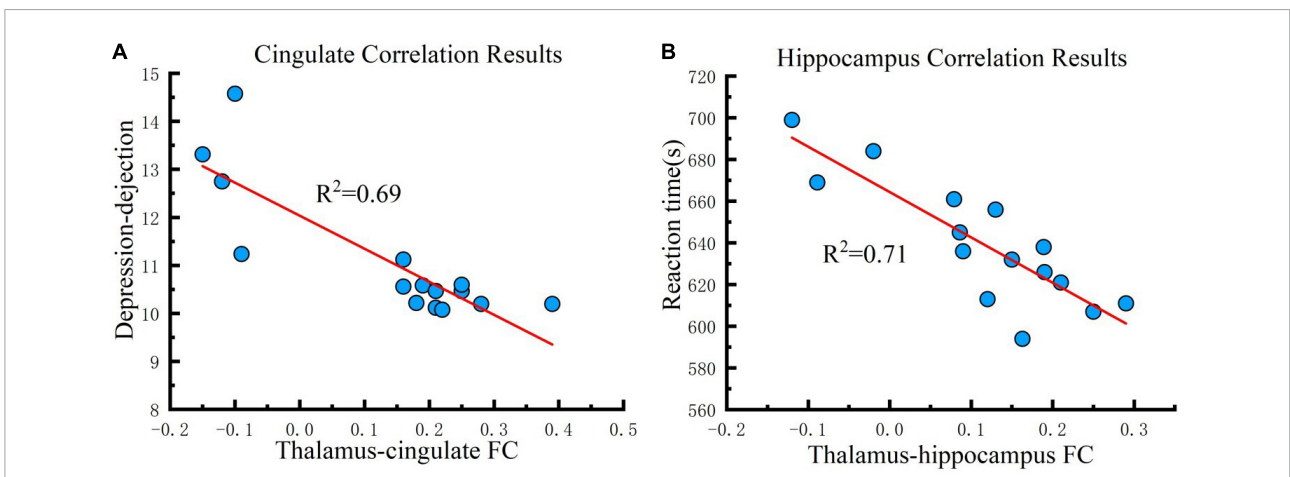 A
Cingulate Correlation Results
Depression-dejection
15
14
13
12
11
10
9
8
R²=0.69
-0.2 -0.1 0.0 0.1 0.2 0.3 0.4 0.5
Thalamus-cingulate FC
B
Hippocampus Correlation Results
Reaction time(s)
720
700
680
660
640
620
600
580
560
R²=0.71
-0.2 -0.1 0.0 0.1 0.2 0.3
Thalamus-hippocampus FC